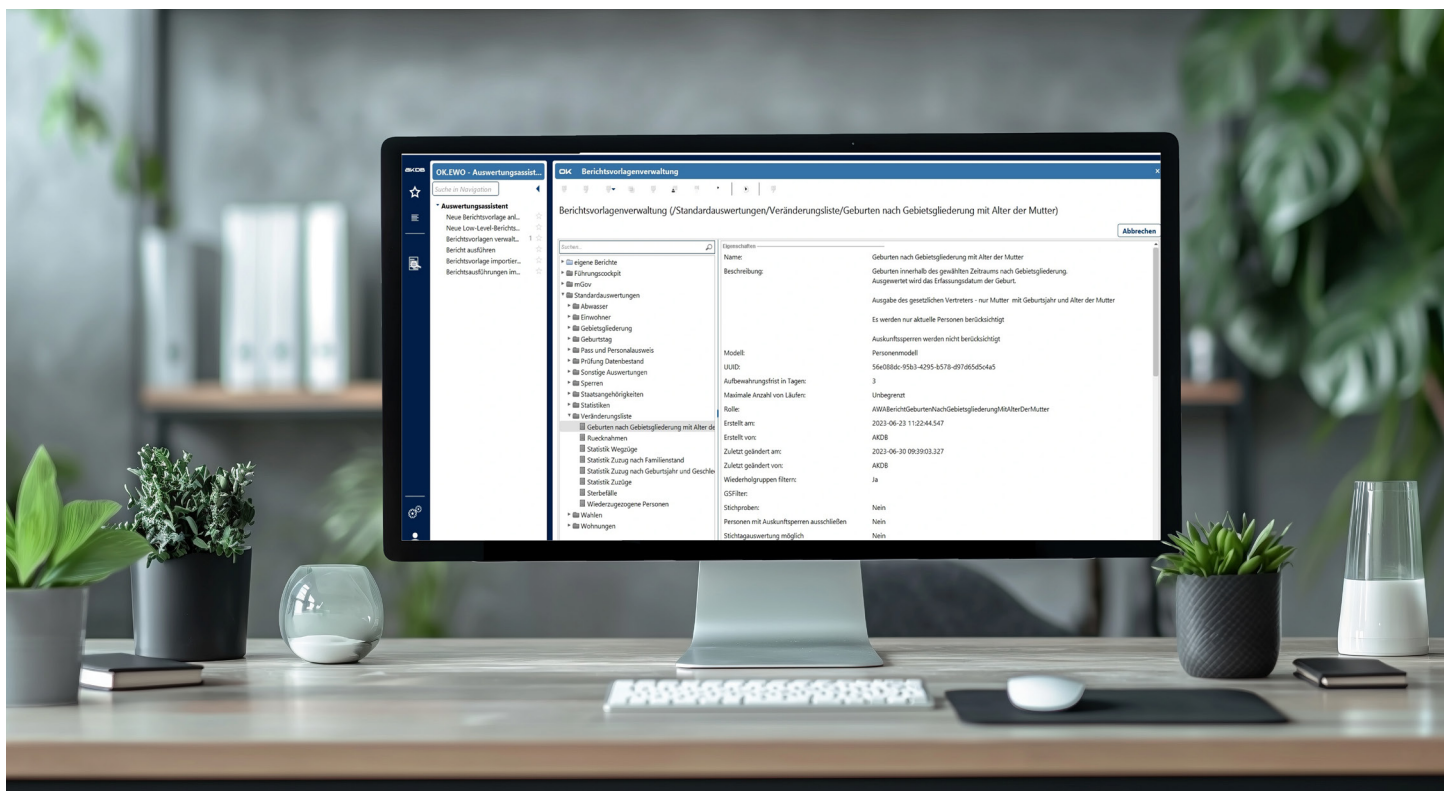 AKDB
OK.EWO - Auswertungsassist...
Suche in Navigation
Auswertungsassistent
Neue Berichtsvorlage anl...
Neue Low-Level-Berichts...
Berichtsvorlagen verwalt... 1
Bericht ausführen
Berichtsvorlage importier...
Berichtsausführungen im...
OK Berichtsvorlagenverwaltung
Berichtsvorlagenverwaltung (/Standardauswertungen/Veränderungsliste/Geburten nach Gebietsgliederung mit Alter der Mutter)
Abbrechen
Suchen...
eigene Berichte
Führungscockpit
mGov
Standardauswertungen
Abwasser
Einwohner
Gebietsgliederung
Geburtstag
Pass und Personalausweis
Prüfung Datenbestand
Sonstige Auswertungen
Sperren
Staatsangehörigkeiten
Statistiken
Veränderungsliste
Geburten nach Gebietsgliederung mit Alter de
Ruecknahmen
Statistik Wegzüge
Statistik Zuzug nach Familienstand
Statistik Zuzug nach Geburtsjahr und Geschle
Statistik Zuzüge
Sterbefälle
Wiederzugezogene Personen
Wahlen
Wohnungen
Eigenschaften
Name: Geburten nach Gebietsgliederung mit Alter der Mutter
Beschreibung: Geburten innerhalb des gewählten Zeitraums nach Gebietsgliederung.
Ausgewertet wird das Erfassungsdatum der Geburt.
Ausgabe des gesetzlichen Vertreters - nur Mutter mit Geburtsjahr und Alter der Mutter
Es werden nur aktuelle Personen berücksichtigt
Auskunftssperren werden nicht berücksichtigt
Modell: Personenmodell
UUID: 56e088dc-95b3-4295-b578-d97d65d5c4a5
Aufbewahrungsfrist in Tagen: 3
Maximale Anzahl von Läufen: Unbegrenzt
Rolle: AWABerichtGeburtenNachGebietsgliederungMitAlterDerMutter
Erstellt am: 2023-06-23 11:22:44.547
Erstellt von: AKDB
Zuletzt geändert am: 2023-06-30 09:39:03.327
Zuletzt geändert von: AKDB
Wiederholgruppen filtern: Ja
GSFilter:
Stichproben: Nein
Personen mit Auskunftsperren ausschließen Nein
Stichtagauswertung möglich Nein